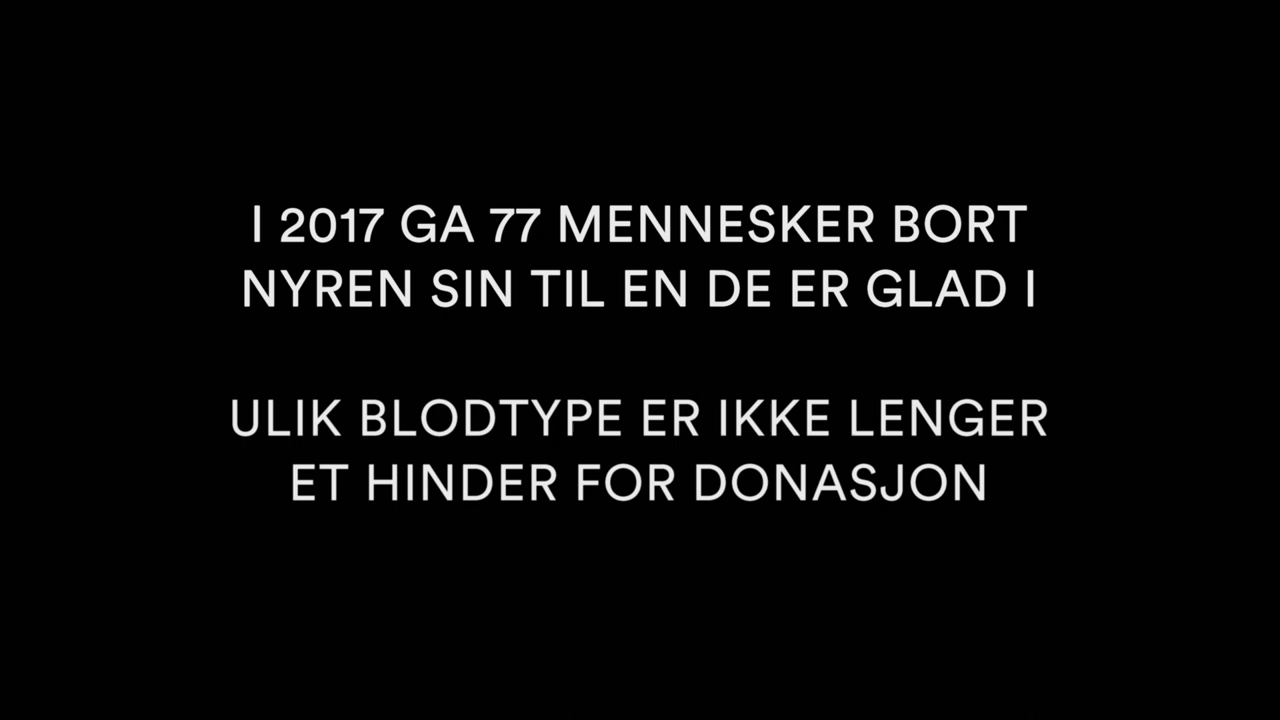 I 2017 GA 77 MENNESKER BORT
NYREN SIN TIL EN DE ER GLAD I
ULIK BLODTYPE ER IKKE LENGER
ET HINDER FOR DONASJON